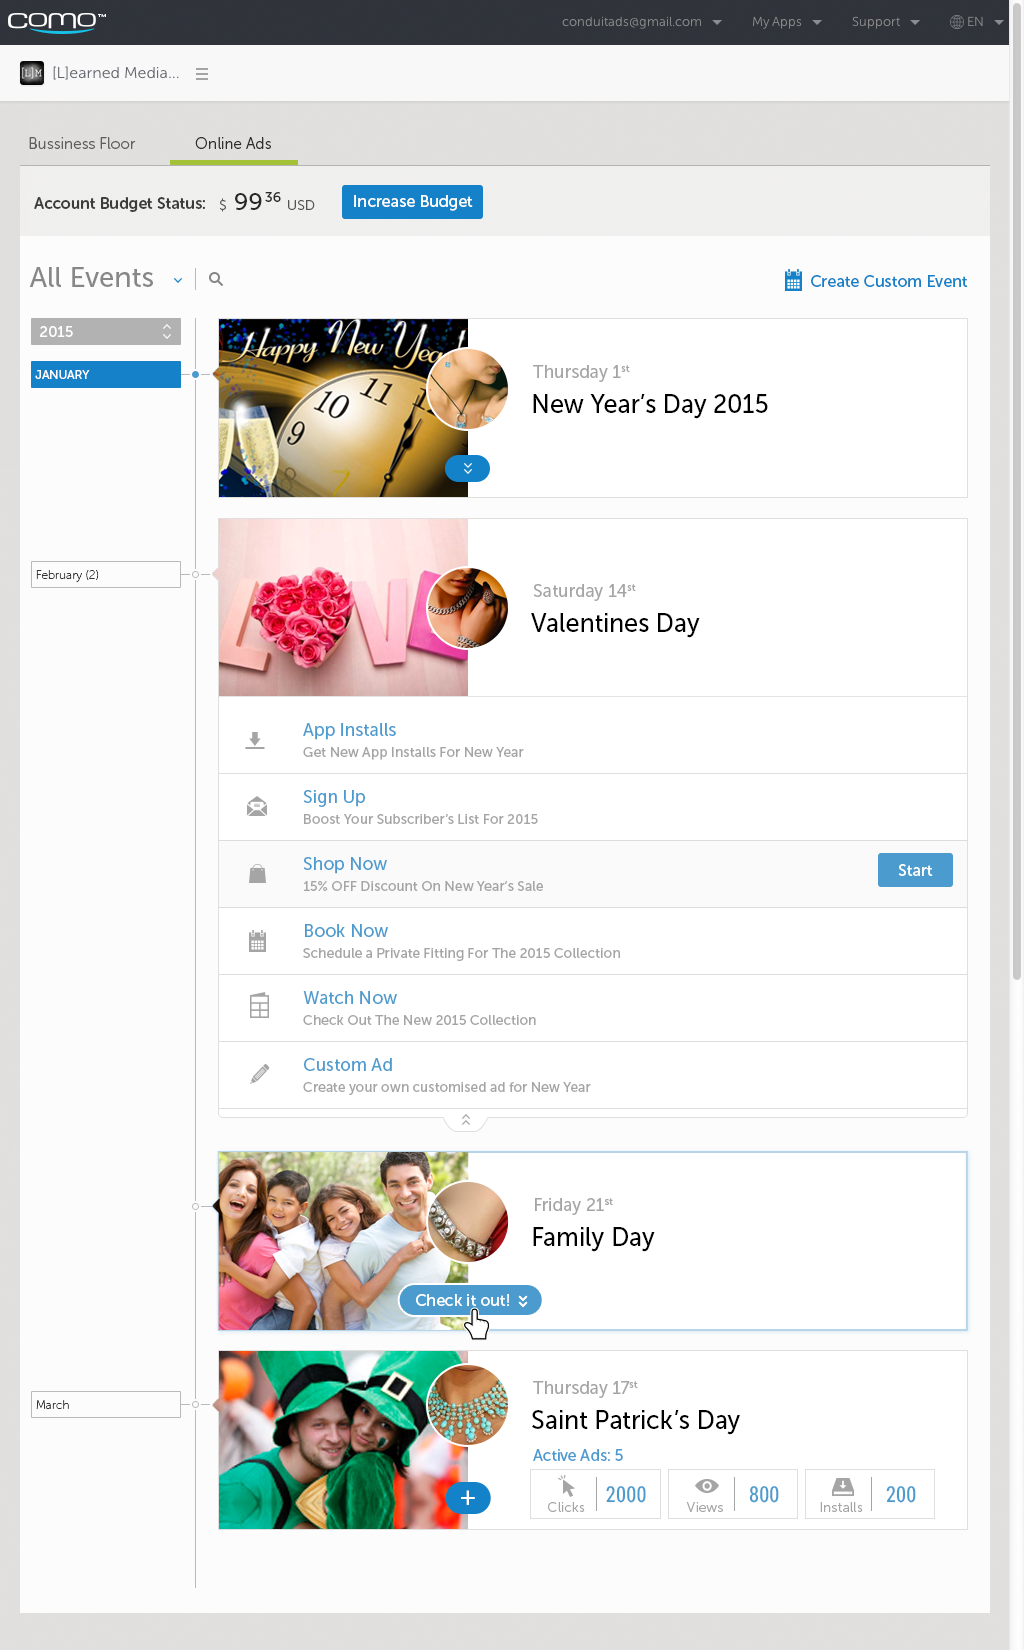 como™
conduitads@gmail.com My Apps Support EN
[L]M [L]earned Media...
Bussiness Floor Online Ads
Account Budget Status: $ 99 36 USD Increase Budget
All Events Create Custom Event
2015
JANUARY
Happy New Year!
9 10 11
7
Thursday 1st
New Year's Day 2015
February (2)
LOVE
Saturday 14st
Valentines Day
App Installs
Get New App Installs For New Year
Sign Up
Boost Your Subscriber's List For 2015
Shop Now
15% OFF Discount On New Year's Sale
Start
Book Now
Schedule a Private Fitting For The 2015 Collection
Watch Now
Check Out The New 2015 Collection
Custom Ad
Create your own customised ad for New Year
Friday 21st
Family Day
Check it out!
March
Thursday 17st
Saint Patrick's Day
Active Ads: 5
Clicks 2000 Views 800 Installs 200